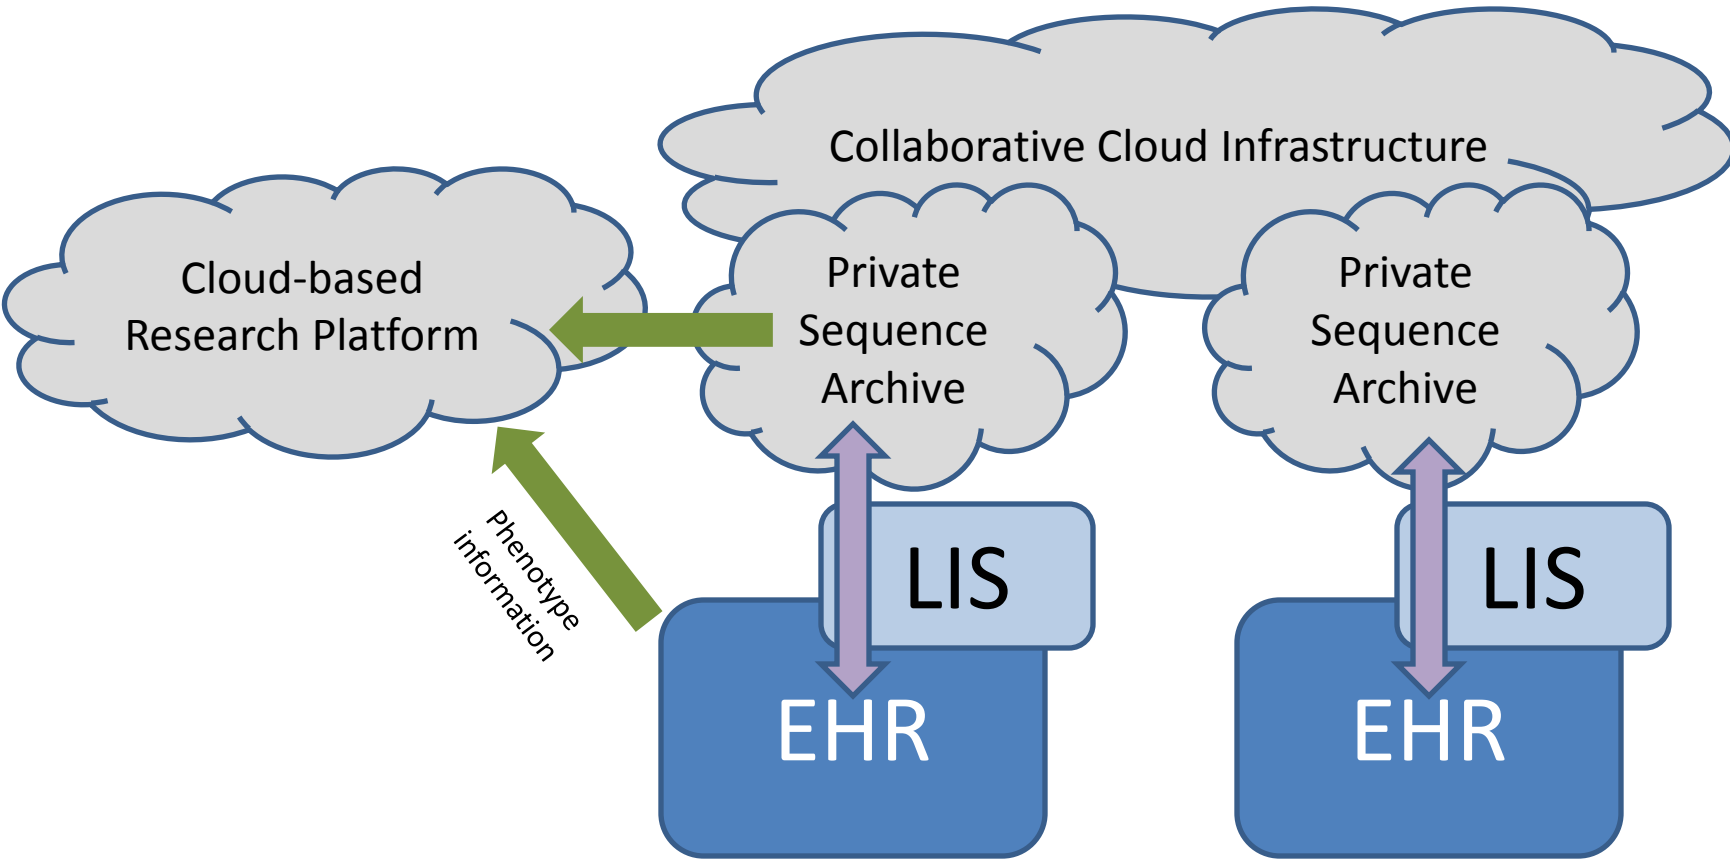 Collaborative Cloud Infrastructure
Cloud-based
Research Platform
Private
Sequence
Archive
Private
Sequence
Archive
Phenotype
information
LIS
EHR
LIS
EHR